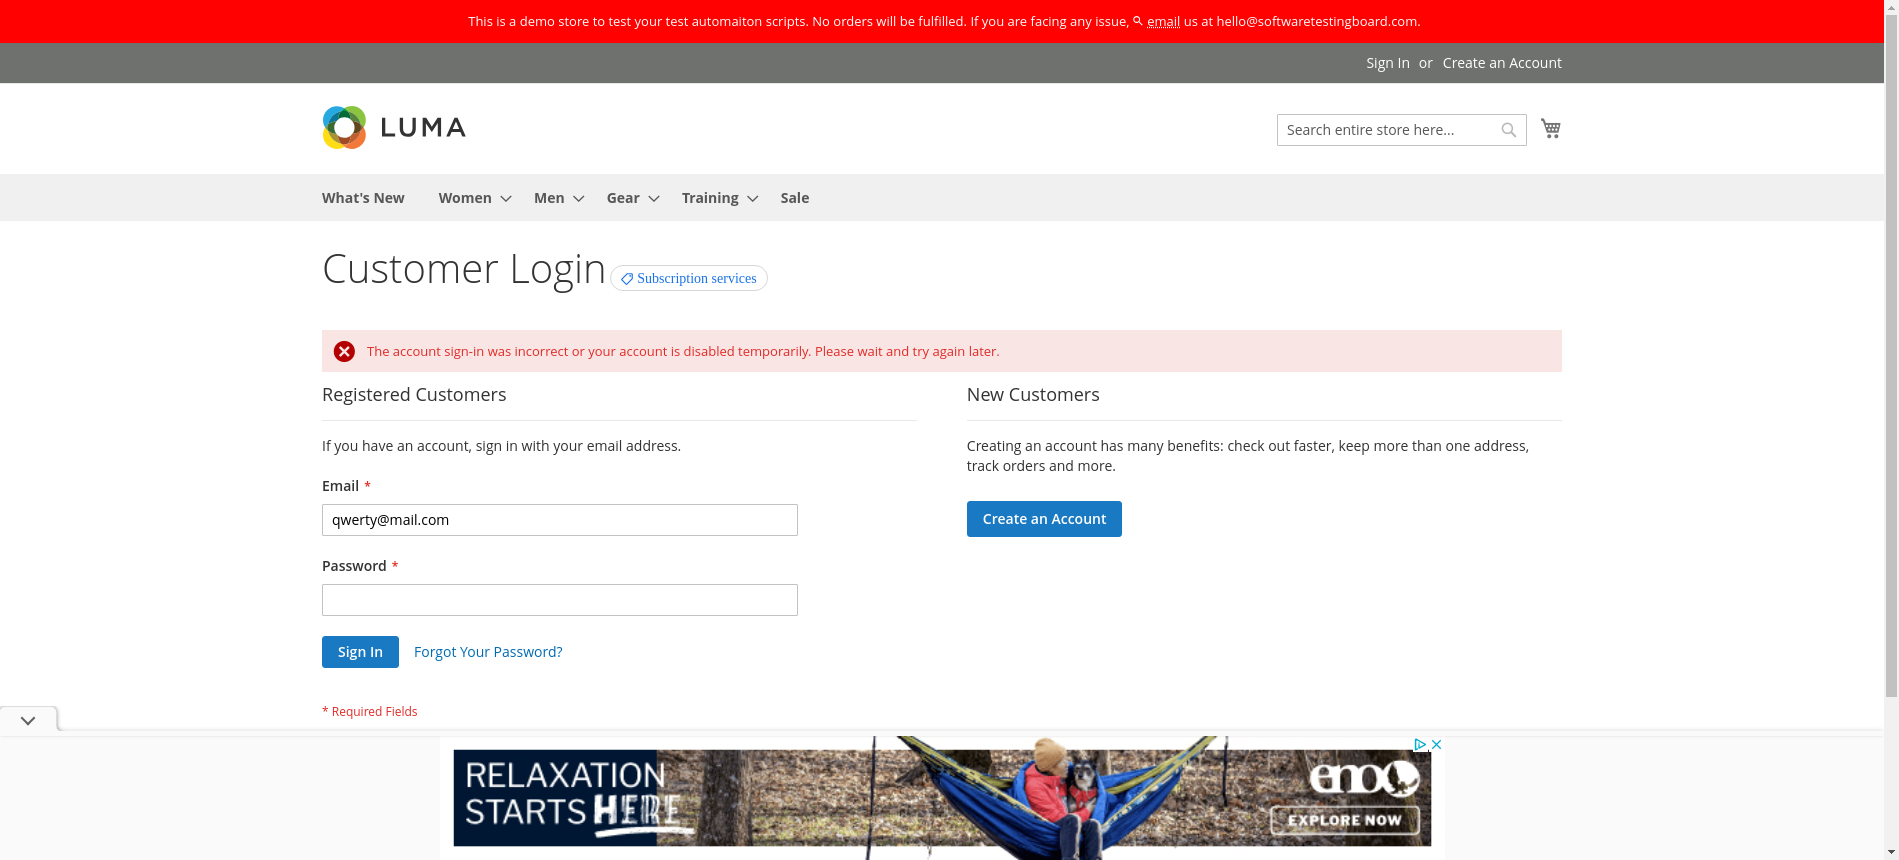 This is a demo store to test your test automaiton scripts. No orders will be fulfilled. If you are facing any issue, email us at hello@softwaretestingboard.com.
Sign In or Create an Account
LUMA
Search entire store here...
What's New Women Men Gear Training Sale
Customer Login
Subscription services
The account sign-in was incorrect or your account is disabled temporarily. Please wait and try again later.
Registered Customers
If you have an account, sign in with your email address.
Email *
qwerty@mail.com
Password *
Sign In Forgot Your Password?
* Required Fields
New Customers
Creating an account has many benefits: check out faster, keep more than one address,
track orders and more.
Create an Account
RELAXATION
STARTS HERE
eno
EXPLORE NOW